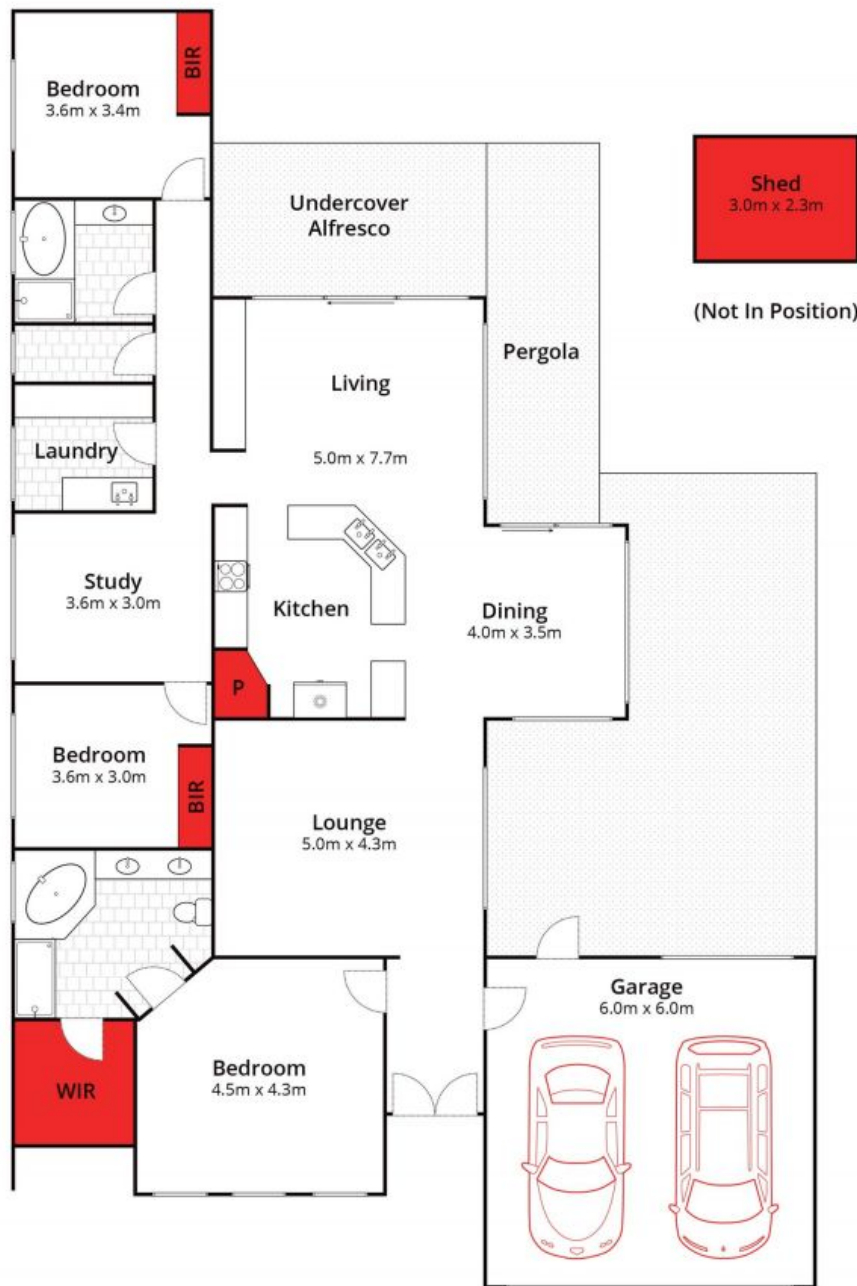 Bedroom
3.6m x 3.4m
BIR
Undercover
Alfresco
Shed
3.0m x 2.3m
(Not In Position)
Pergola
Living
5.0m x 7.7m
Laundry
Study
3.6m x 3.0m
Kitchen
Dining
4.0m x 3.5m
P
Bedroom
3.6m x 3.0m
BIR
Lounge
5.0m x 4.3m
Garage
6.0m x 6.0m
Bedroom
4.5m x 4.3m
WIR